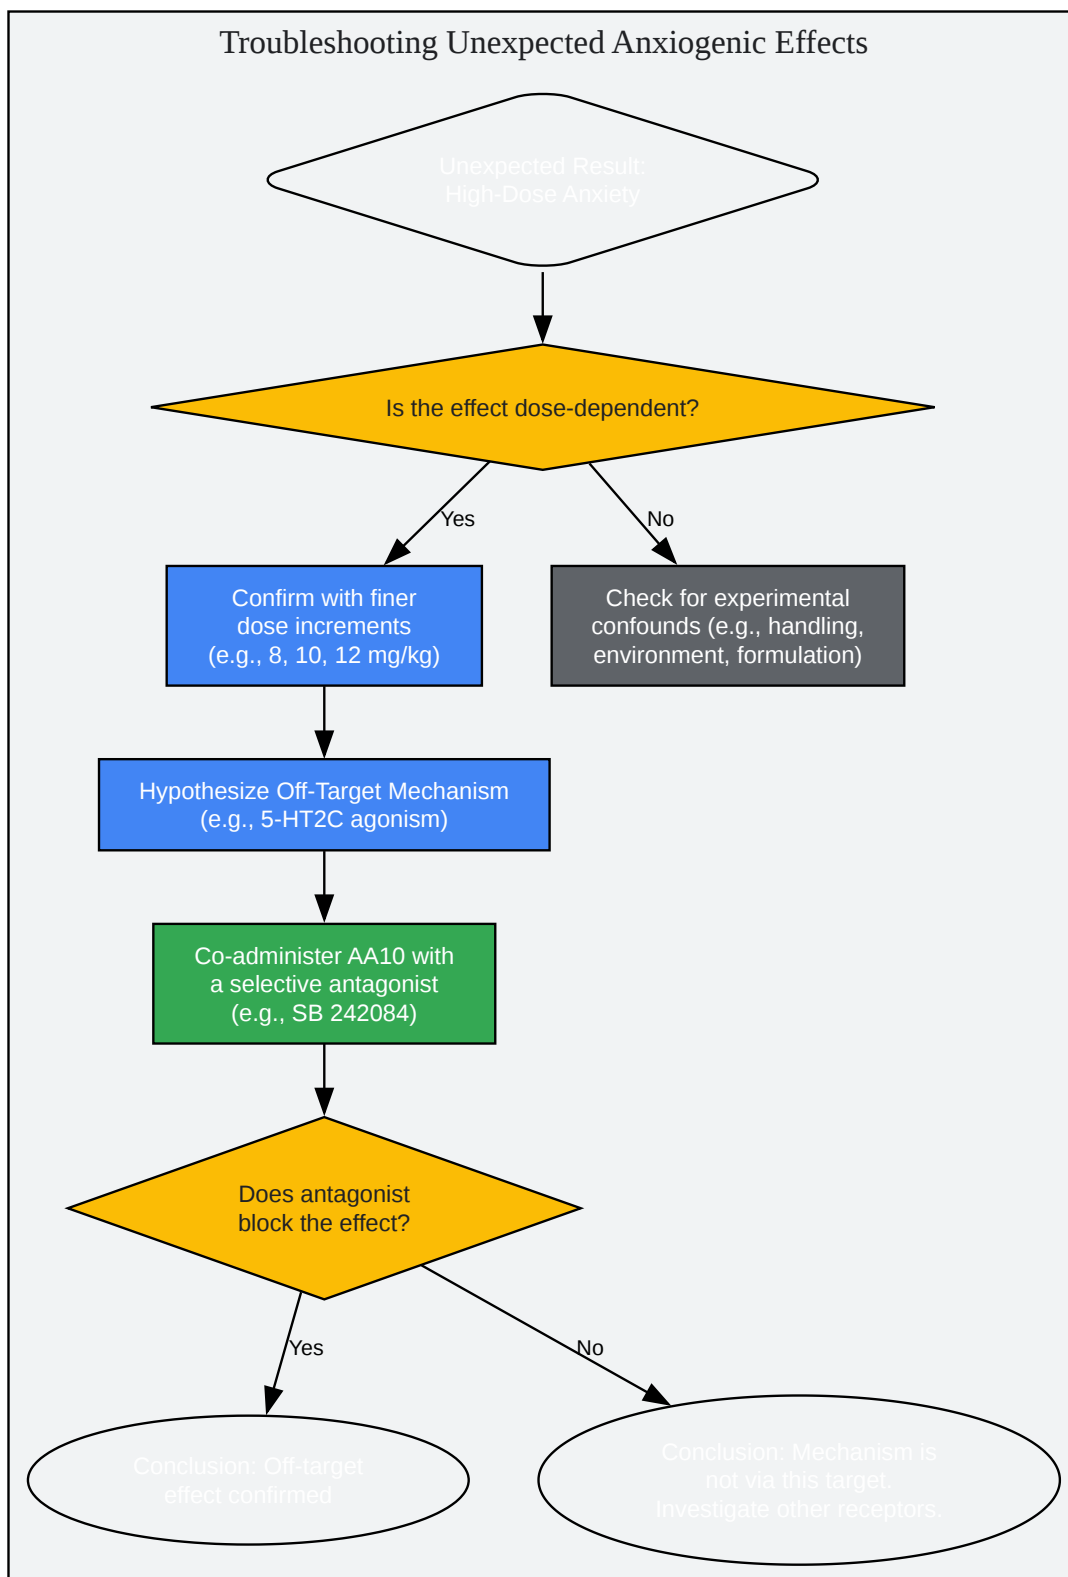 Troubleshooting Unexpected Anxiogenic Effects
Unexpected Result:
High-Dose Anxiety
Is the effect dose-dependent?
Yes
No
Confirm with finer
dose increments
(e.g., 8, 10, 12 mg/kg)
Check for experimental
confounds (e.g., handling,
environment, formulation)
Hypothesize Off-Target Mechanism
(e.g., 5-HT2C agonism)
Co-administer AA10 with
a selective antagonist
(e.g., SB 242084)
Does antagonist
block the effect?
Yes
No
Conclusion: Off-target
effect confirmed
Conclusion: Mechanism is
not via this target.
Investigate other receptors.